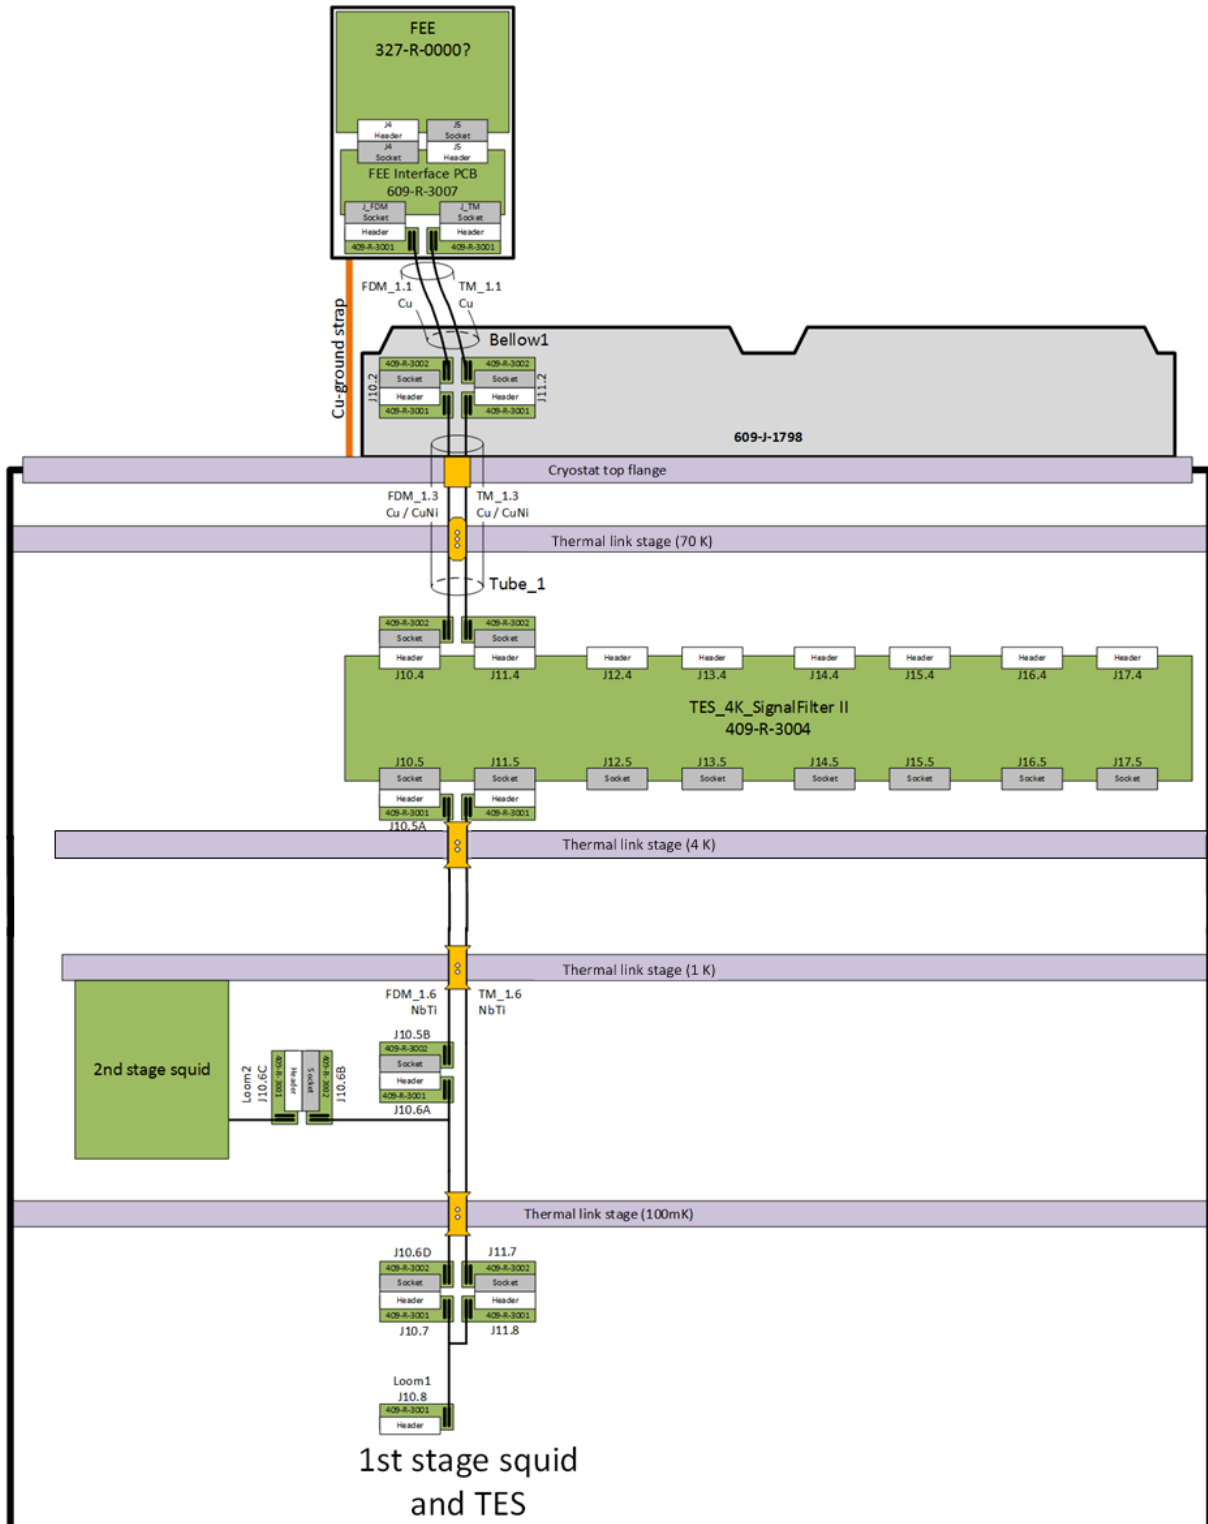 FEE
327-R-0000?
J4
Header
J5
Socket
J4
Socket
J5
Header
FEE Interface PCB
609-R-3007
J_FDM
Socket
J_TM
Socket
Header
Header
409-R-3001
409-R-3001
FDM_1.1
Cu
TM_1.1
Cu
Cu-ground strap
Bellow1
409-R-3002
409-R-3002
J10.2
Socket
Socket
J11.2
Header
Header
409-R-3001
409-R-3001
609-J-1798
Cryostat top flange
FDM_1.3
Cu / CuNi
TM_1.3
Cu / CuNi
Thermal link stage (70 K)
Tube_1
409-R-3002
409-R-3002
Socket
Socket
Header
Header
Header
Header
Header
Header
Header
Header
J10.4
J11.4
J12.4
J13.4
J14.4
J15.4
J16.4
J17.4
TES_4K_SignalFilter II
409-R-3004
J10.5
J11.5
J12.5
J13.5
J14.5
J15.5
J16.5
J17.5
Socket
Socket
Socket
Socket
Socket
Socket
Socket
Socket
Header
Header
409-R-3001
409-R-3001
J10.5A
Thermal link stage (4 K)
Thermal link stage (1 K)
FDM_1.6
NbTi
TM_1.6
NbTi
J10.5B
409-R-3002
Socket
Header
409-R-3001
J10.6A
2nd stage squid
Loom2
J10.6C
409-R-3001
Header
Socket
409-R-3002
J10.6B
Thermal link stage (100mK)
J10.6D
J11.7
409-R-3002
409-R-3002
Socket
Socket
Header
Header
409-R-3001
409-R-3001
J10.7
J11.8
Loom1
J10.8
409-R-3001
Header
1st stage squid
and TES